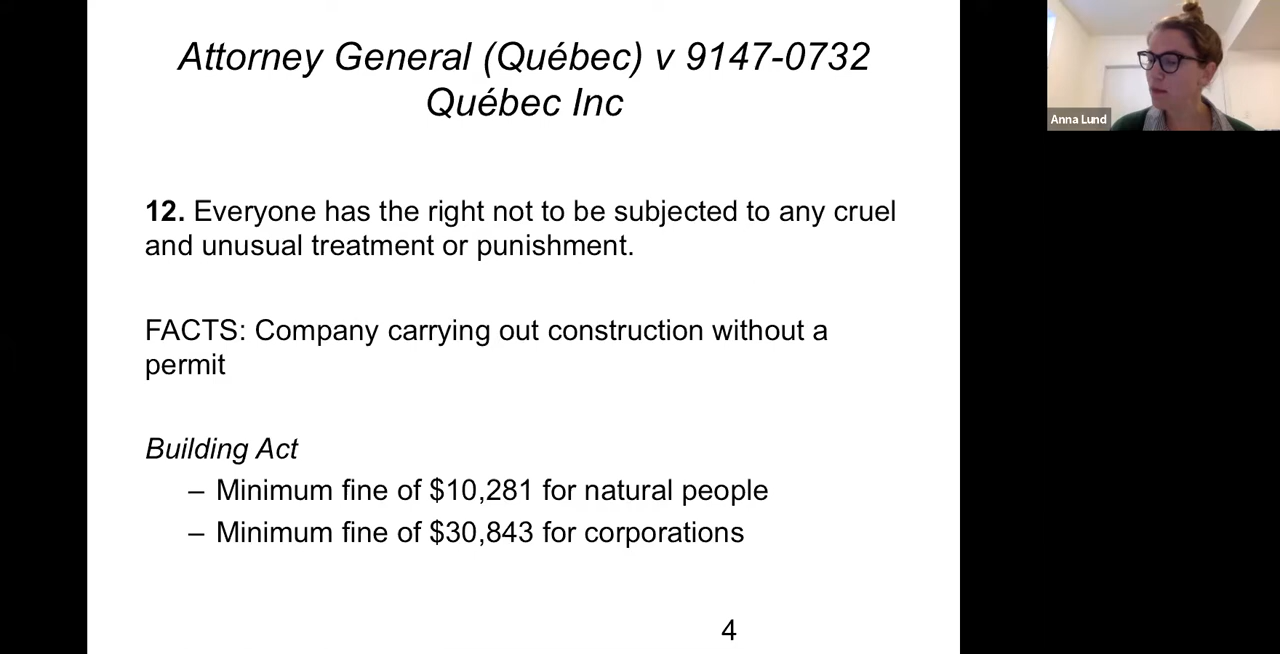 Attorney General (Québec) v 9147-0732
Québec Inc
12. Everyone has the right not to be subjected to any cruel
and unusual treatment or punishment.
FACTS: Company carrying out construction without a
permit
Building Act
– Minimum fine of $10,281 for natural people
– Minimum fine of $30,843 for corporations
4
Anna Lund